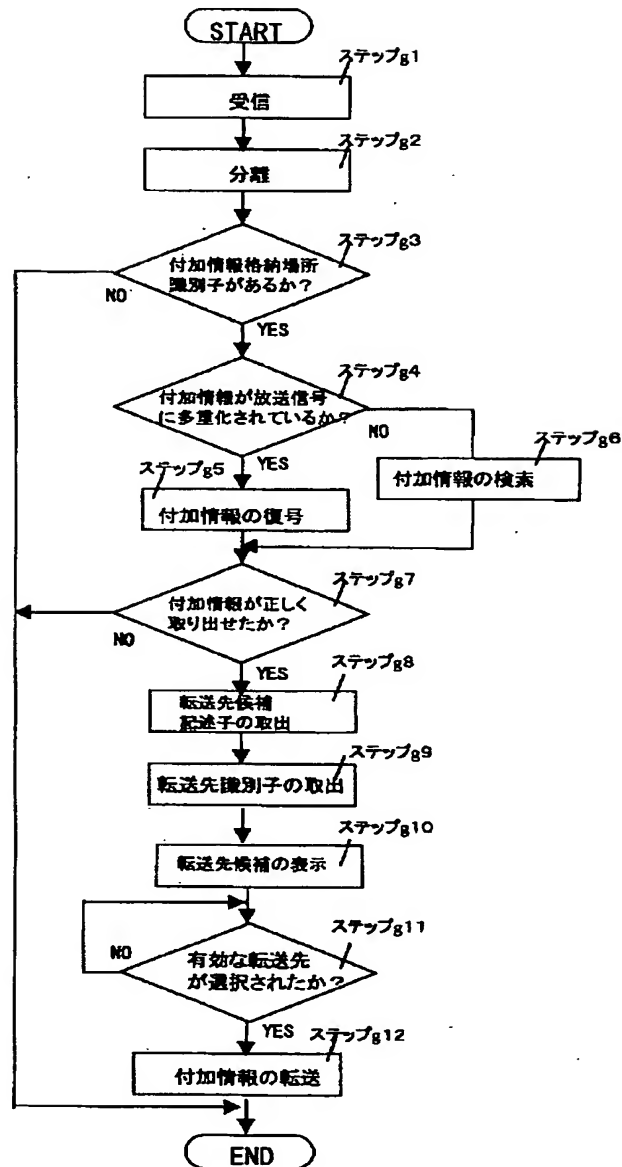 START
ステップg1
受信
ステップg2
分離
ステップg3
付加情報格納場所
識別子があるか?
NO
YES
ステップg4
付加情報が放送信号
に多重化されているか?
NO
ステップg6
付加情報の検索
YES
ステップg5
付加情報の復号
ステップg7
付加情報が正しく
取り出せたか?
NO
YES
ステップg8
転送先候補
記述子の取出
ステップg9
転送先識別子の取出
ステップg10
転送先候補の表示
ステップg11
NO
有効な転送先
が選択されたか?
YES
ステップg12
付加情報の転送
END